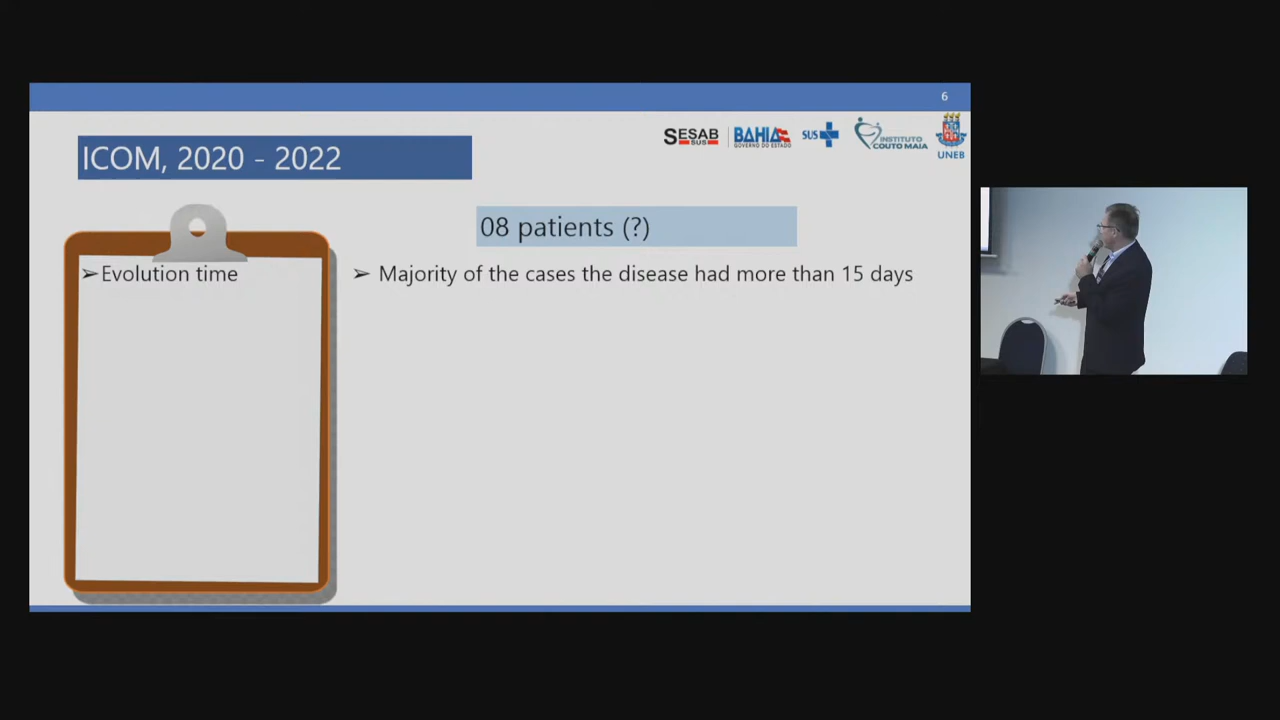 6
SESAB
SUS
BAHIA
GOVERNO DO ESTADO
SUS
INSTITUTO
COUTO MAIA
UNEB
ICOM, 2020 - 2022
08 patients (?)
➢Evolution time
➢ Majority of the cases the disease had more than 15 days